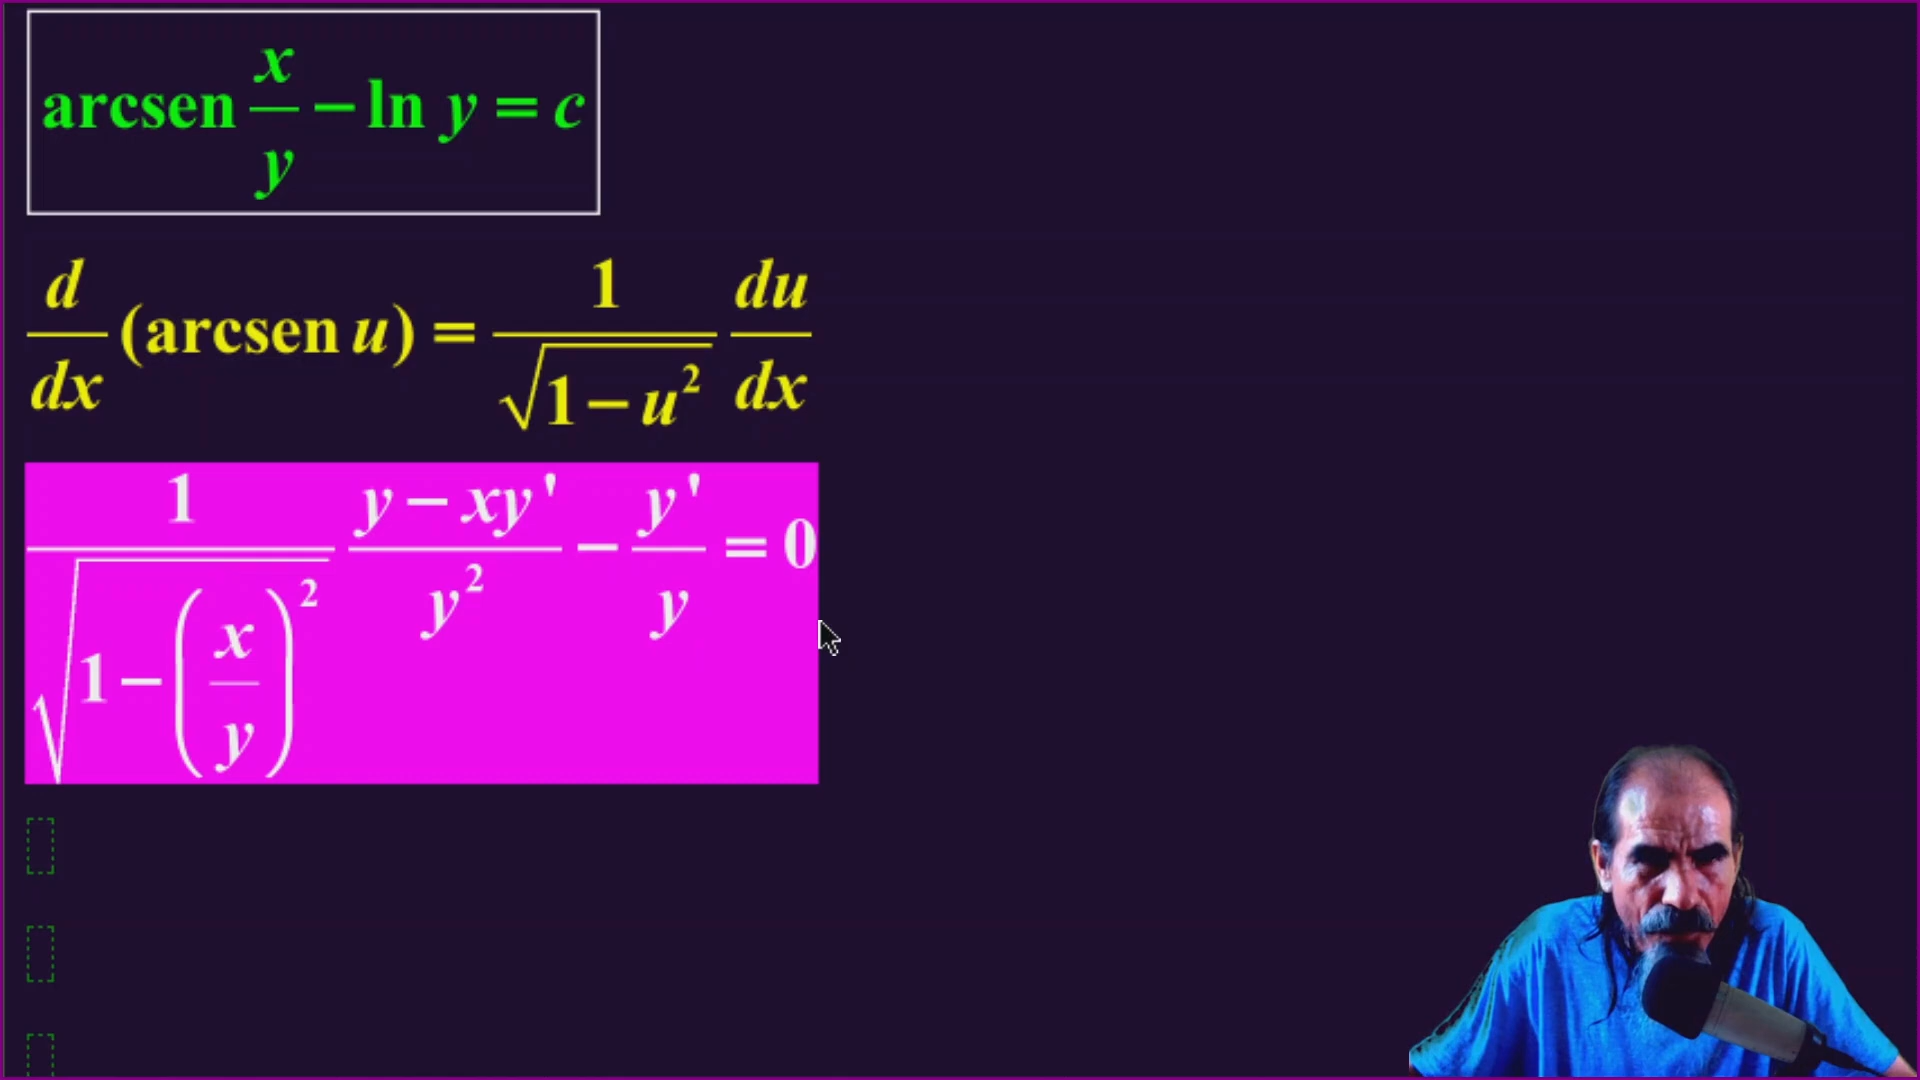 arcsen x/y − ln y = c
d/dx (arcsen u) = 1/√(1−u²) du/dx
1/√(1−(x/y)²) (y−xy')/y² − y'/y = 0